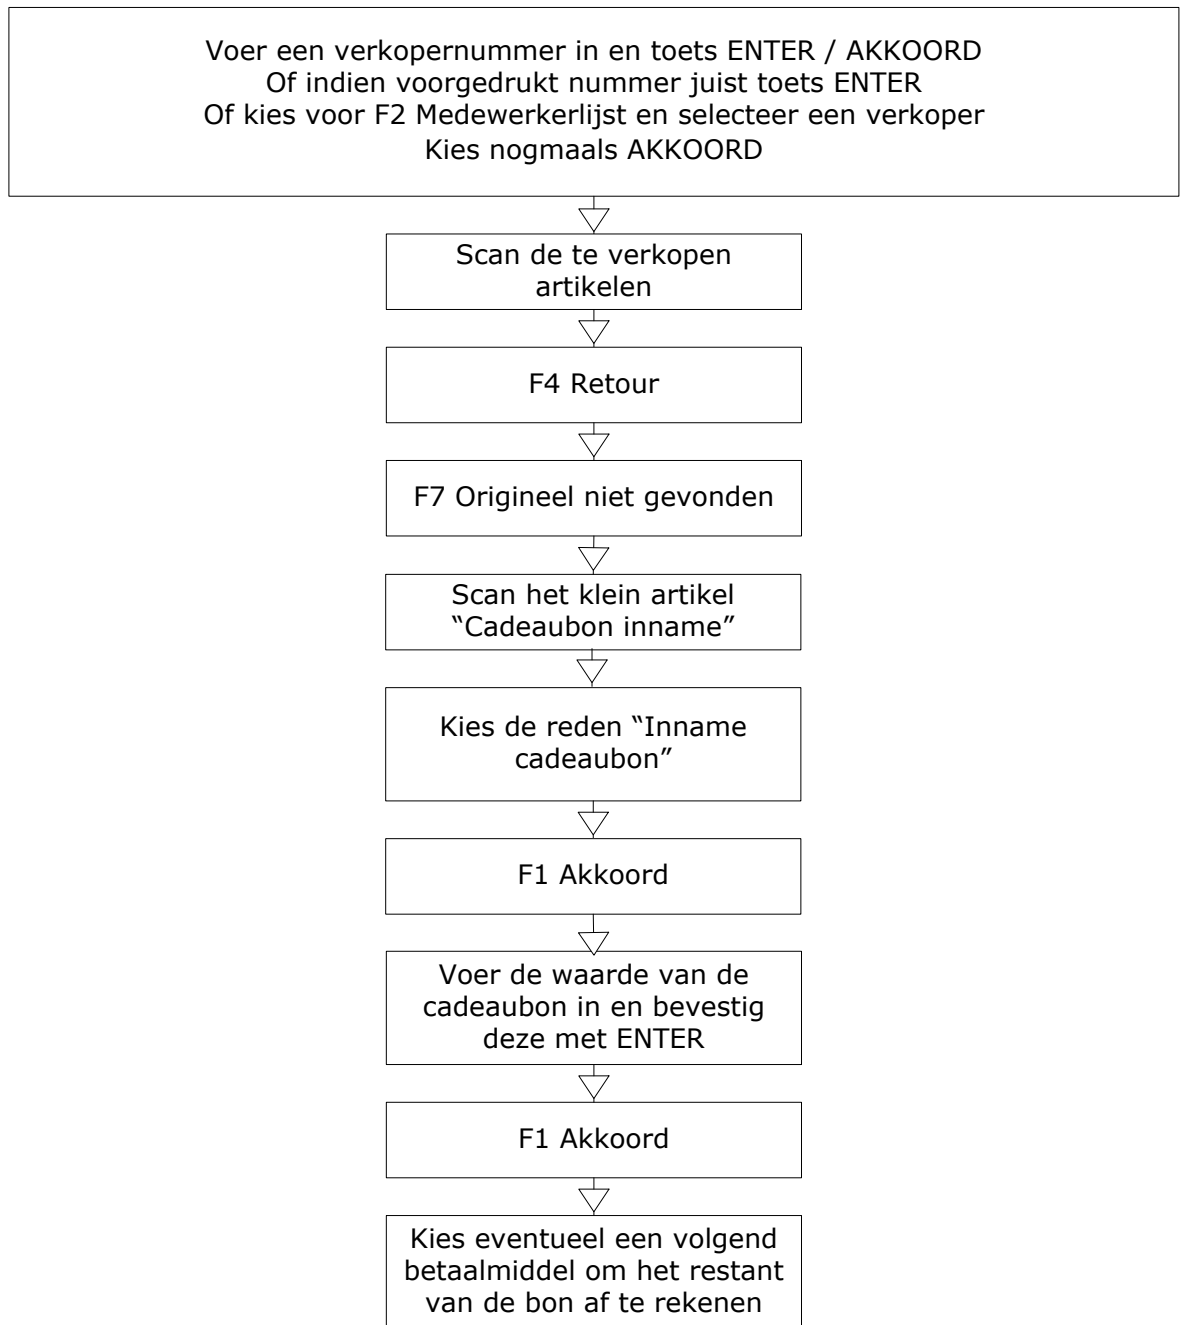 Voer een verkopernummer in en toets ENTER / AKKOORD
Of indien voorgedrukt nummer juist toets ENTER
Of kies voor F2 Medewerkerlijst en selecteer een verkoper
Kies nogmaals AKKOORD
Scan de te verkopen
artikelen
F4 Retour
F7 Origineel niet gevonden
Scan het klein artikel
“Cadeaubon inname”
Kies de reden “Inname
cadeaubon”
F1 Akkoord
Voer de waarde van de
cadeaubon in en bevestig
deze met ENTER
F1 Akkoord
Kies eventueel een volgend
betaalmiddel om het restant
van de bon af te rekenen